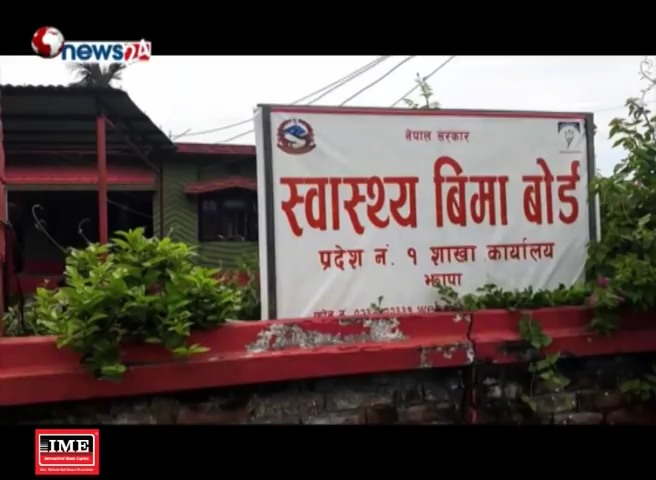 news24
नेपाल सरकार
स्वास्थ्य बिमा बोर्ड
प्रदेश नं. १ शाखा कार्यालय
झापा
IME